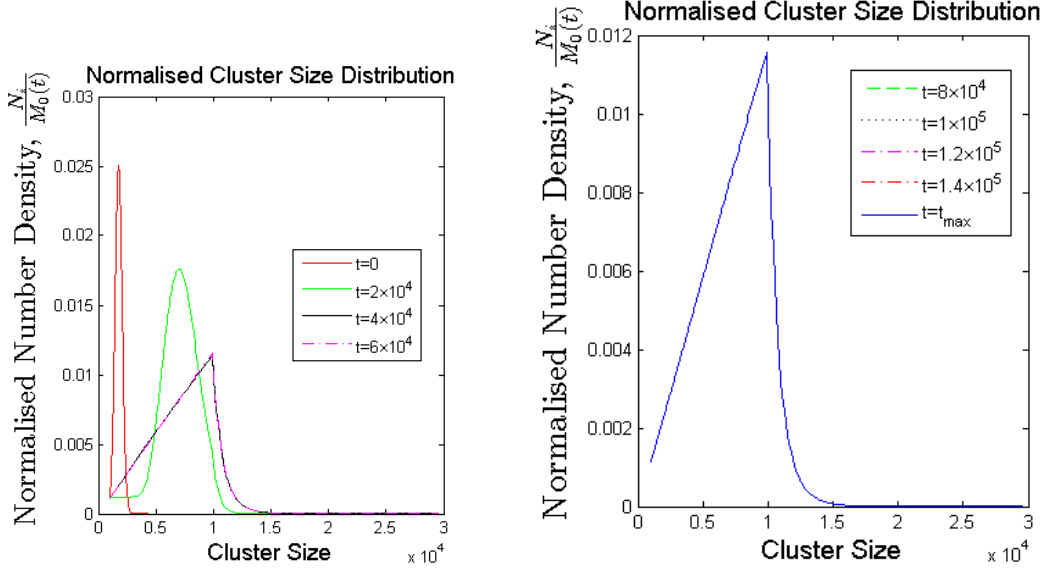 Normalised Cluster Size Distribution
Normalised Number Density, N_s/M_0(t)
0.03
0.025
0.02
0.015
0.01
0.005
0
0 0.5 1 1.5 2 2.5 3
x 10^4
Cluster Size
t=0
t=2×10^4
t=4×10^4
t=6×10^4
Normalised Cluster Size Distribution
Normalised Number Density, N_s/M_0(t)
0.012
0.01
0.008
0.006
0.004
0.002
0
0 0.5 1 1.5 2 2.5 3
x 10^4
Cluster Size
t=8×10^4
t=1×10^5
t=1.2×10^5
t=1.4×10^5
t=t_max